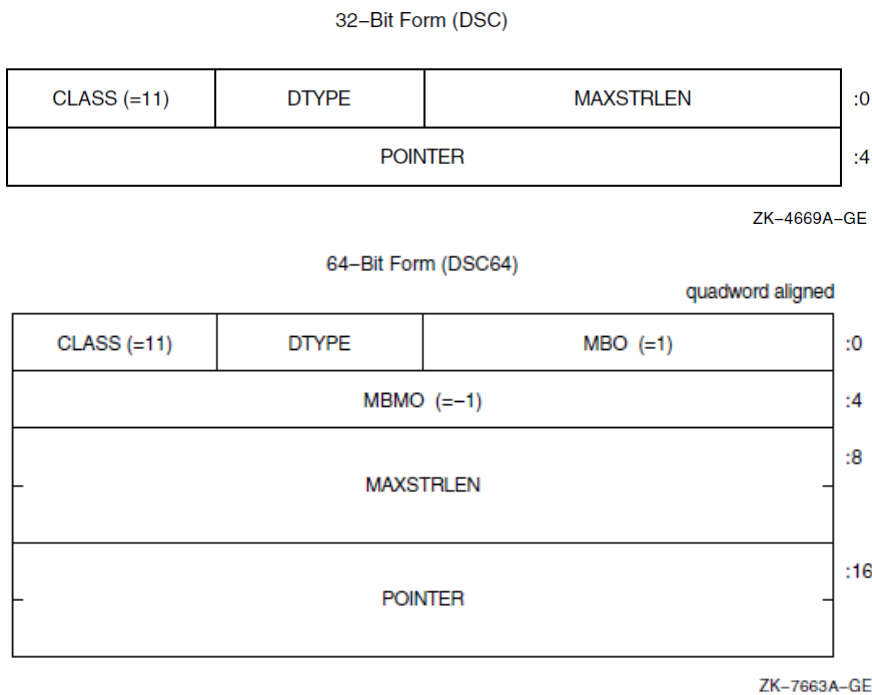 32–Bit Form (DSC)
CLASS (=11) DTYPE MAXSTRLEN :0
POINTER :4
ZK–4669A–GE
64–Bit Form (DSC64)
quadword aligned
CLASS (=11) DTYPE MBO (=1) :0
MBMO (=–1) :4
:8
MAXSTRLEN
:16
POINTER
ZK–7663A–GE